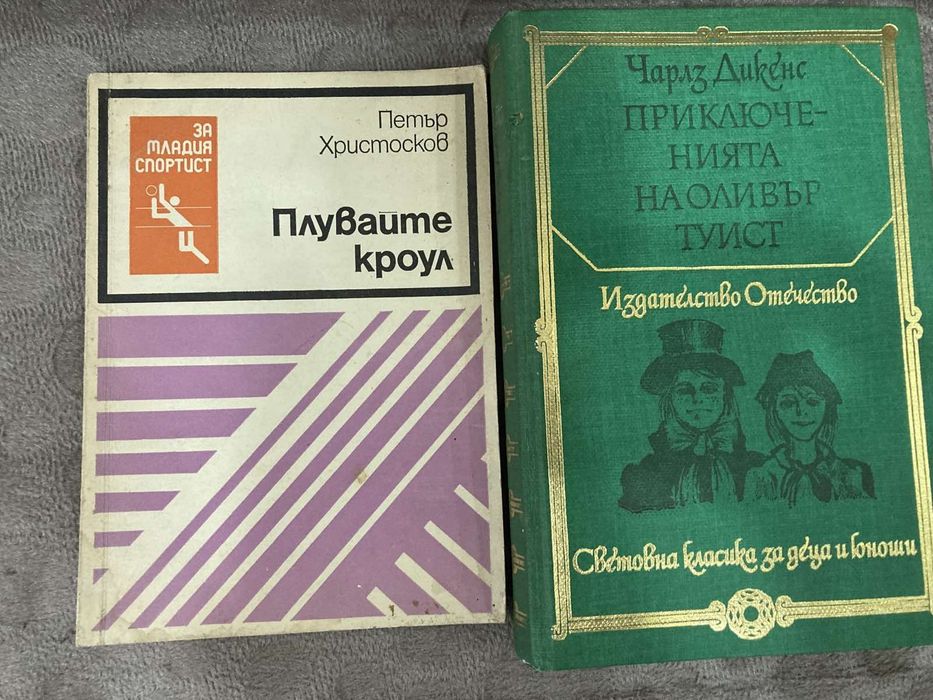 ЗА
МЛАДИЯ
СПОРТИСТ
Петър
Христосков
Плувайте
кроул
Чарлз Дикенс
ПРИКЛЮЧЕ-
НИЯТА
НА ОЛИВЪР
ТУИСТ
Издателство Отечество
Световна класика за деца и юноши